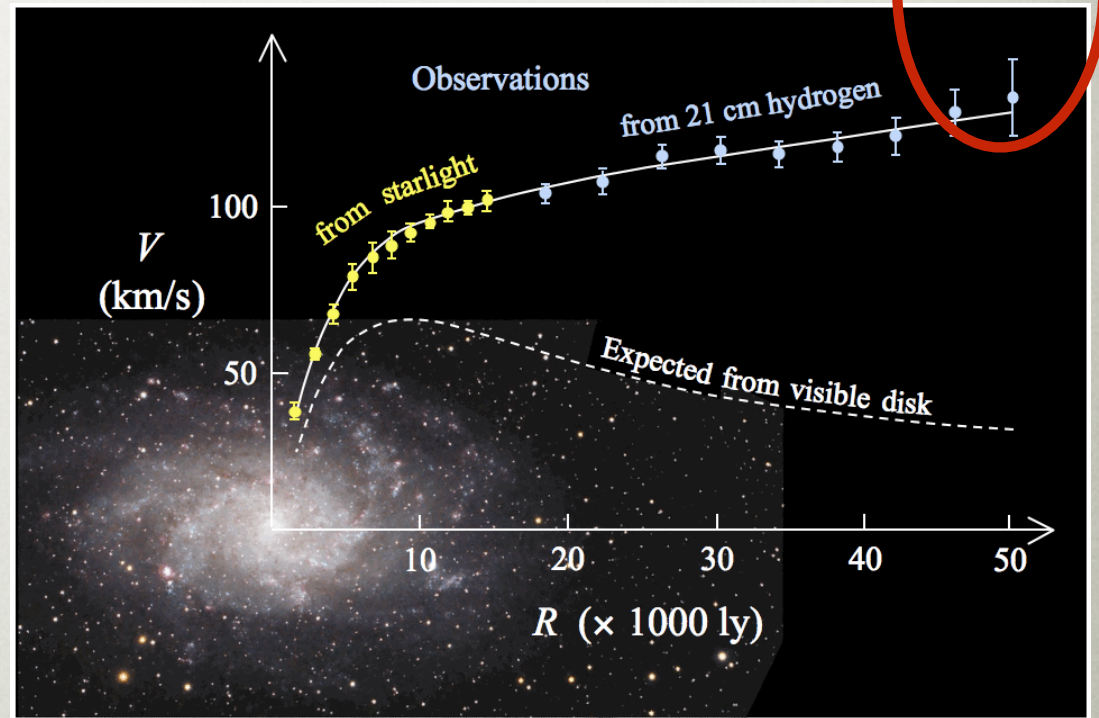 Observations
from 21 cm hydrogen
from starlight
100
V
(km/s)
50
Expected from visible disk
10
20
30
40
50
R (× 1000 ly)